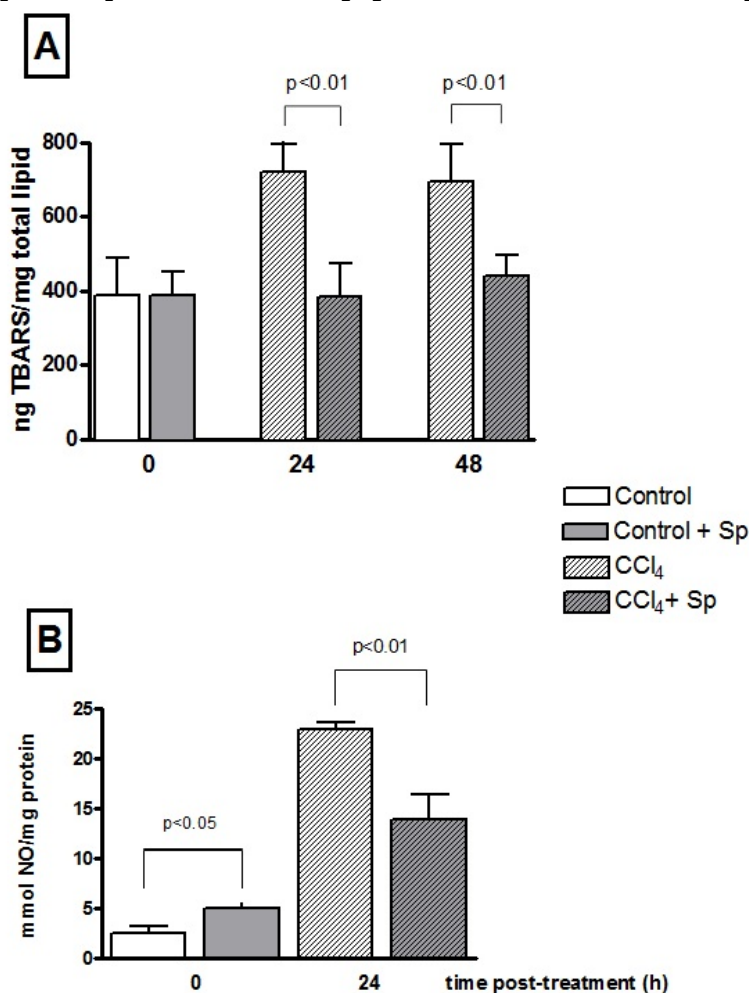 A
p<0.01 p<0.01
ng TBARS/mg total lipid
800
600
400
200
0
0 24 48
Control
Control + Sp
CCl₄
CCl₄+ Sp
B
p<0.01
p<0.05
mmol NO/mg protein
25
20
15
10
5
0
0 24 time post-treatment (h)